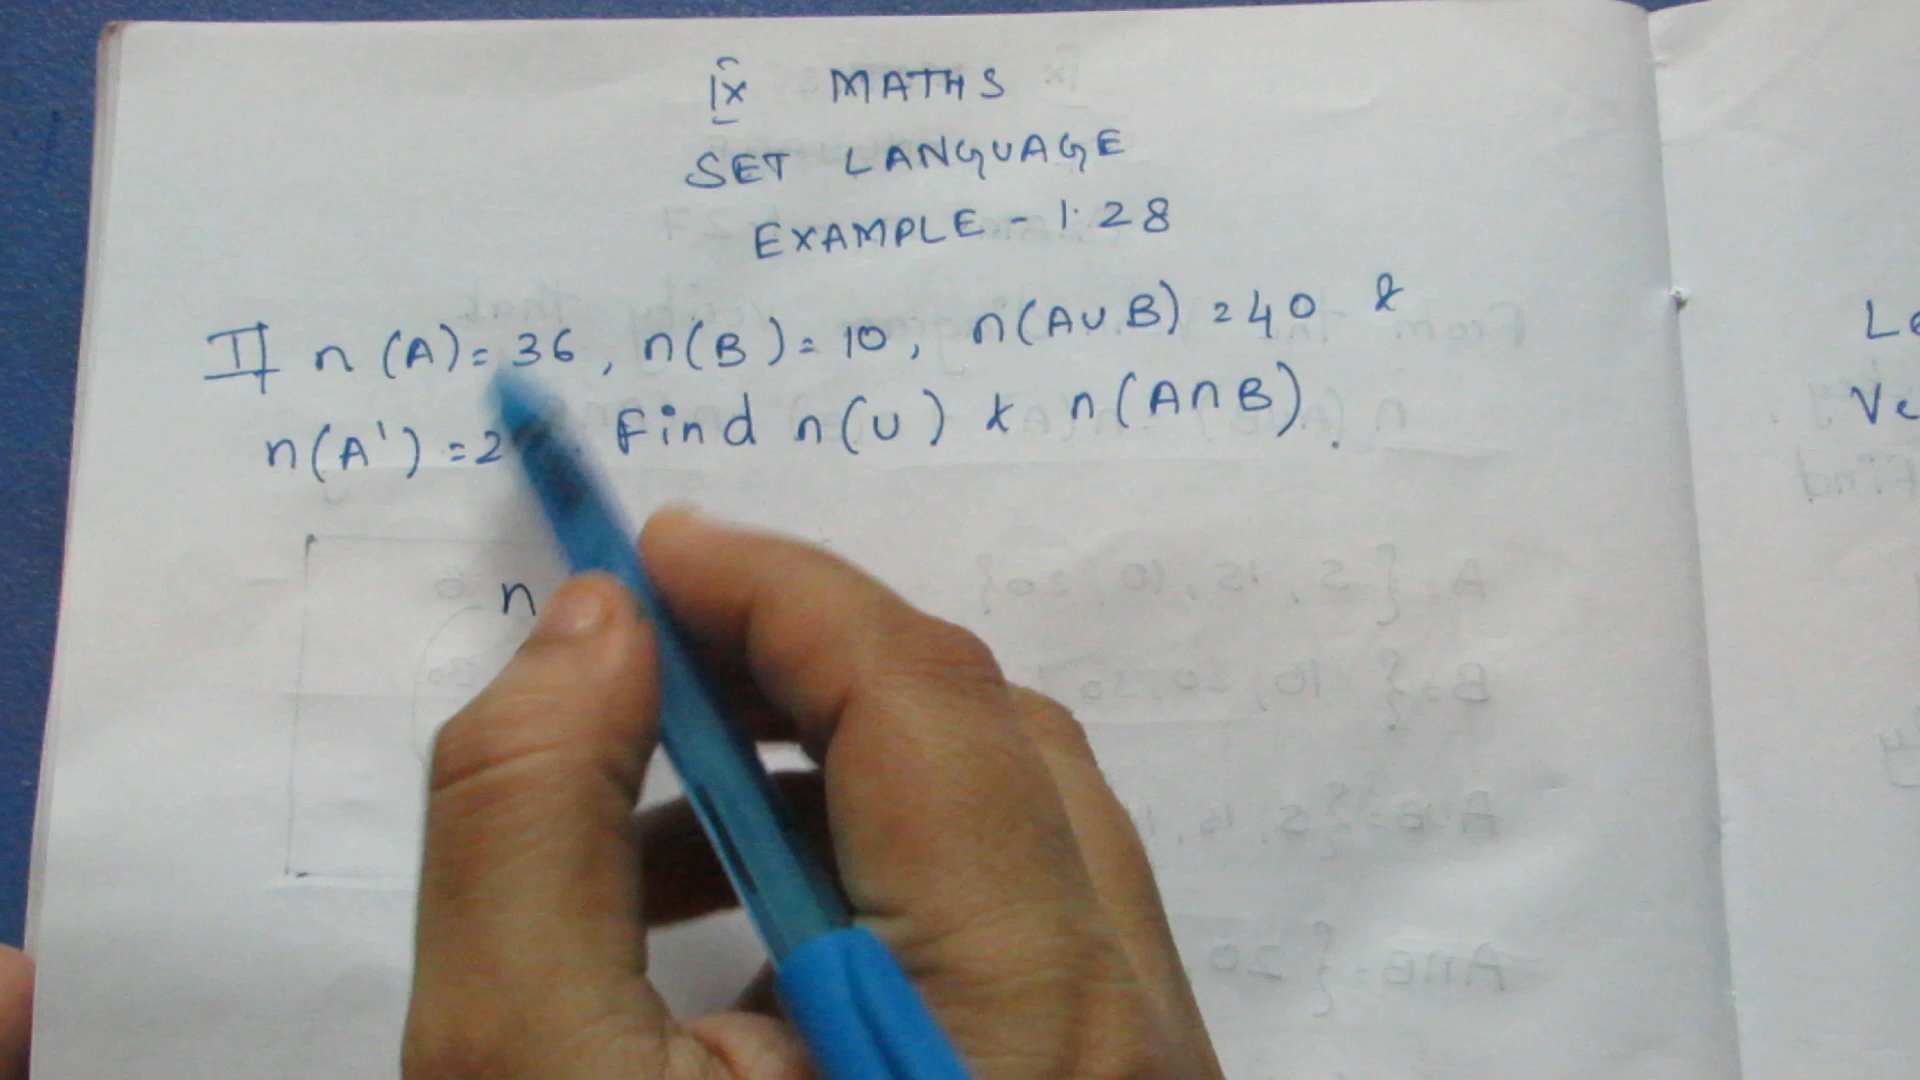 IX MATHS
SET LANGUAGE
EXAMPLE - 1.28
If n(A) = 36, n(B) = 10, n(A∪B) = 40 &
n(A') = 2 . Find n(U) & n(A∩B).
n